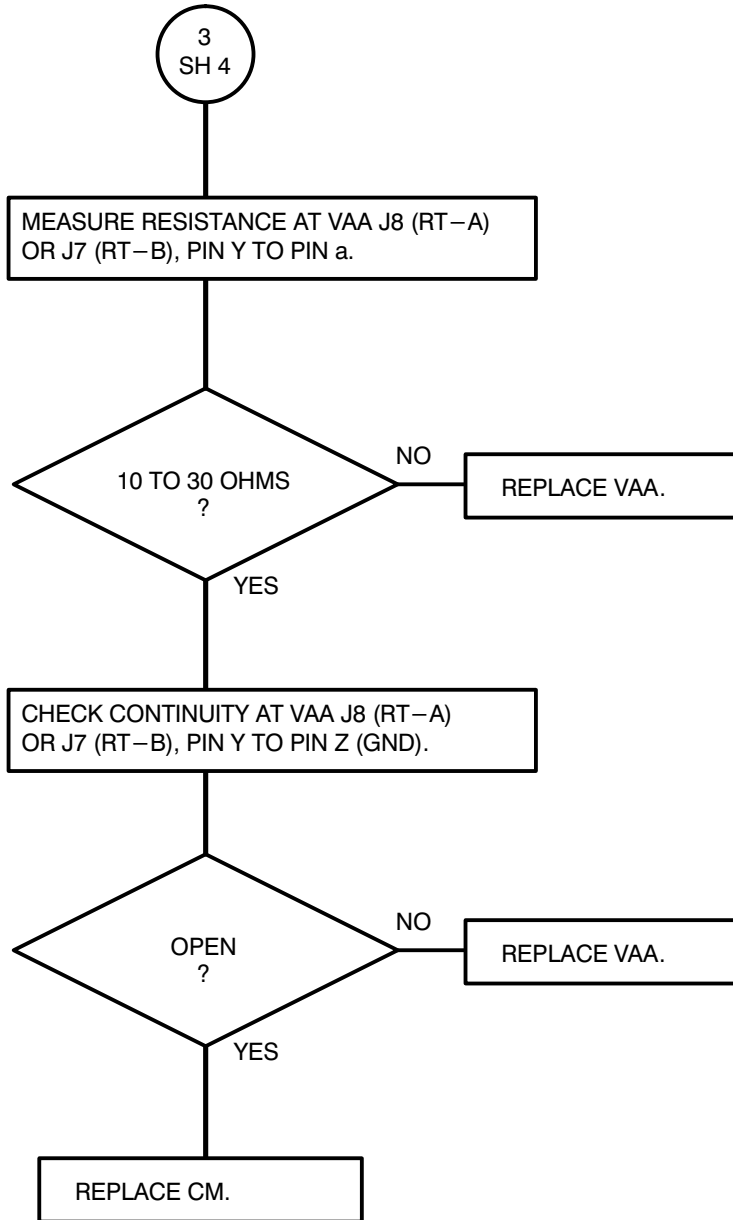 3
SH 4
MEASURE RESISTANCE AT VAA J8 (RT−A)
OR J7 (RT−B), PIN Y TO PIN a.
10 TO 30 OHMS
?
NO
REPLACE VAA.
YES
CHECK CONTINUITY AT VAA J8 (RT−A)
OR J7 (RT−B), PIN Y TO PIN Z (GND).
OPEN
?
NO
REPLACE VAA.
YES
REPLACE CM.